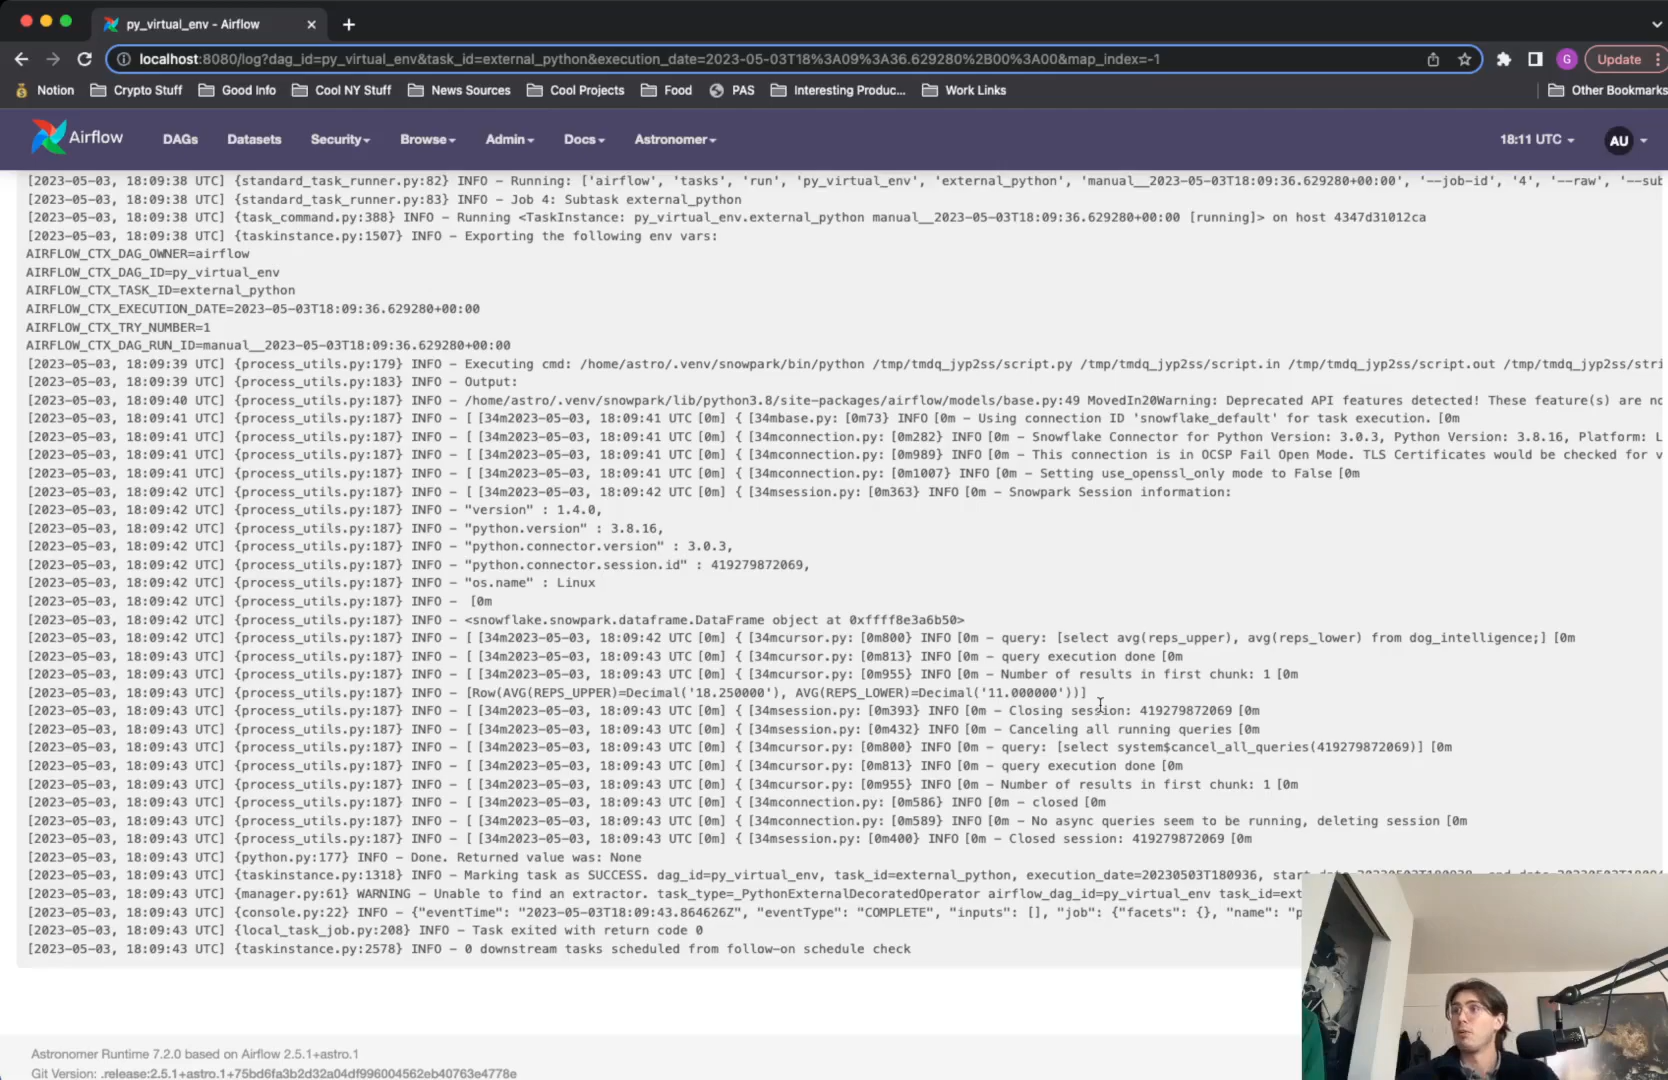 py_virtual_env - Airflow
localhost:8080/log?dag_id=py_virtual_env&task_id=external_python&execution_date=2023-05-03T18%3A09%3A36.629280%2B00%3A00&map_index=-1
G
Update
Notion
Crypto Stuff
Good Info
Cool NY Stuff
News Sources
Cool Projects
Food
PAS
Interesting Produc...
Work Links
Other Bookmarks
Airflow
DAGs
Datasets
Security
Browse
Admin
Docs
Astronomer
18:11 UTC
AU
[2023-05-03, 18:09:38 UTC] {standard_task_runner.py:82} INFO - Running: ['airflow', 'tasks', 'run', 'py_virtual_env', 'external_python', 'manual__2023-05-03T18:09:36.629280+00:00', '--job-id', '4', '--raw', '--sub
[2023-05-03, 18:09:38 UTC] {standard_task_runner.py:83} INFO - Job 4: Subtask external_python
[2023-05-03, 18:09:38 UTC] {task_command.py:388} INFO - Running <TaskInstance: py_virtual_env.external_python manual__2023-05-03T18:09:36.629280+00:00 [running]> on host 4347d31012ca
[2023-05-03, 18:09:38 UTC] {taskinstance.py:1507} INFO - Exporting the following env vars:
AIRFLOW_CTX_DAG_OWNER=airflow
AIRFLOW_CTX_DAG_ID=py_virtual_env
AIRFLOW_CTX_TASK_ID=external_python
AIRFLOW_CTX_EXECUTION_DATE=2023-05-03T18:09:36.629280+00:00
AIRFLOW_CTX_TRY_NUMBER=1
AIRFLOW_CTX_DAG_RUN_ID=manual__2023-05-03T18:09:36.629280+00:00
[2023-05-03, 18:09:39 UTC] {process_utils.py:179} INFO - Executing cmd: /home/astro/.venv/snowpark/bin/python /tmp/tmdq_jyp2ss/script.py /tmp/tmdq_jyp2ss/script.in /tmp/tmdq_jyp2ss/script.out /tmp/tmdq_jyp2ss/stri
[2023-05-03, 18:09:39 UTC] {process_utils.py:183} INFO - Output:
[2023-05-03, 18:09:40 UTC] {process_utils.py:187} INFO - /home/astro/.venv/snowpark/lib/python3.8/site-packages/airflow/models/base.py:49 MovedIn20Warning: Deprecated API features detected! These feature(s) are no
[2023-05-03, 18:09:41 UTC] {process_utils.py:187} INFO - [ [34m2023-05-03, 18:09:41 UTC [0m] { [34mbase.py: [0m73} INFO [0m - Using connection ID 'snowflake_default' for task execution. [0m
[2023-05-03, 18:09:41 UTC] {process_utils.py:187} INFO - [ [34m2023-05-03, 18:09:41 UTC [0m] { [34mconnection.py: [0m282} INFO [0m - Snowflake Connector for Python Version: 3.0.3, Python Version: 3.8.16, Platform: L
[2023-05-03, 18:09:41 UTC] {process_utils.py:187} INFO - [ [34m2023-05-03, 18:09:41 UTC [0m] { [34mconnection.py: [0m989} INFO [0m - This connection is in OCSP Fail Open Mode. TLS Certificates would be checked for v
[2023-05-03, 18:09:41 UTC] {process_utils.py:187} INFO - [ [34m2023-05-03, 18:09:41 UTC [0m] { [34mconnection.py: [0m1007} INFO [0m - Setting use_openssl_only mode to False [0m
[2023-05-03, 18:09:42 UTC] {process_utils.py:187} INFO - [ [34m2023-05-03, 18:09:42 UTC [0m] { [34msession.py: [0m363} INFO [0m - Snowpark Session information:
[2023-05-03, 18:09:42 UTC] {process_utils.py:187} INFO - "version" : 1.4.0,
[2023-05-03, 18:09:42 UTC] {process_utils.py:187} INFO - "python.version" : 3.8.16,
[2023-05-03, 18:09:42 UTC] {process_utils.py:187} INFO - "python.connector.version" : 3.0.3,
[2023-05-03, 18:09:42 UTC] {process_utils.py:187} INFO - "python.connector.session.id" : 419279872069,
[2023-05-03, 18:09:42 UTC] {process_utils.py:187} INFO - "os.name" : Linux
[2023-05-03, 18:09:42 UTC] {process_utils.py:187} INFO - [0m
[2023-05-03, 18:09:42 UTC] {process_utils.py:187} INFO - <snowflake.snowpark.dataframe.DataFrame object at 0xffff8e3a6b50>
[2023-05-03, 18:09:42 UTC] {process_utils.py:187} INFO - [ [34m2023-05-03, 18:09:42 UTC [0m] { [34mcursor.py: [0m800} INFO [0m - query: [select avg(reps_upper), avg(reps_lower) from dog_intelligence;] [0m
[2023-05-03, 18:09:43 UTC] {process_utils.py:187} INFO - [ [34m2023-05-03, 18:09:43 UTC [0m] { [34mcursor.py: [0m813} INFO [0m - query execution done [0m
[2023-05-03, 18:09:43 UTC] {process_utils.py:187} INFO - [ [34m2023-05-03, 18:09:43 UTC [0m] { [34mcursor.py: [0m955} INFO [0m - Number of results in first chunk: 1 [0m
[2023-05-03, 18:09:43 UTC] {process_utils.py:187} INFO - [Row(AVG(REPS_UPPER)=Decimal('18.250000'), AVG(REPS_LOWER)=Decimal('11.000000'))]
[2023-05-03, 18:09:43 UTC] {process_utils.py:187} INFO - [ [34m2023-05-03, 18:09:43 UTC [0m] { [34msession.py: [0m393} INFO [0m - Closing session: 419279872069 [0m
[2023-05-03, 18:09:43 UTC] {process_utils.py:187} INFO - [ [34m2023-05-03, 18:09:43 UTC [0m] { [34msession.py: [0m432} INFO [0m - Canceling all running queries [0m
[2023-05-03, 18:09:43 UTC] {process_utils.py:187} INFO - [ [34m2023-05-03, 18:09:43 UTC [0m] { [34mcursor.py: [0m800} INFO [0m - query: [select system$cancel_all_queries(419279872069)] [0m
[2023-05-03, 18:09:43 UTC] {process_utils.py:187} INFO - [ [34m2023-05-03, 18:09:43 UTC [0m] { [34mcursor.py: [0m813} INFO [0m - query execution done [0m
[2023-05-03, 18:09:43 UTC] {process_utils.py:187} INFO - [ [34m2023-05-03, 18:09:43 UTC [0m] { [34mcursor.py: [0m955} INFO [0m - Number of results in first chunk: 1 [0m
[2023-05-03, 18:09:43 UTC] {process_utils.py:187} INFO - [ [34m2023-05-03, 18:09:43 UTC [0m] { [34mconnection.py: [0m586} INFO [0m - closed [0m
[2023-05-03, 18:09:43 UTC] {process_utils.py:187} INFO - [ [34m2023-05-03, 18:09:43 UTC [0m] { [34mconnection.py: [0m589} INFO [0m - No async queries seem to be running, deleting session [0m
[2023-05-03, 18:09:43 UTC] {process_utils.py:187} INFO - [ [34m2023-05-03, 18:09:43 UTC [0m] { [34msession.py: [0m400} INFO [0m - Closed session: 419279872069 [0m
[2023-05-03, 18:09:43 UTC] {python.py:177} INFO - Done. Returned value was: None
[2023-05-03, 18:09:43 UTC] {taskinstance.py:1318} INFO - Marking task as SUCCESS. dag_id=py_virtual_env, task_id=external_python, execution_date=20230503T180936,
[2023-05-03, 18:09:43 UTC] {manager.py:61} WARNING - Unable to find an extractor. task_type=_PythonExternalDecoratedOperator airflow_dag_id=py_virtual_env task_id=ext
[2023-05-03, 18:09:43 UTC] {console.py:22} INFO - {"eventTime": "2023-05-03T18:09:43.864626Z", "eventType": "COMPLETE", "inputs": [], "job": {"facets": {}, "name": "p
[2023-05-03, 18:09:43 UTC] {local_task_job.py:208} INFO - Task exited with return code 0
[2023-05-03, 18:09:43 UTC] {taskinstance.py:2578} INFO - 0 downstream tasks scheduled from follow-on schedule check
Astronomer Runtime 7.2.0 based on Airflow 2.5.1+astro.1
Git Version: .release:2.5.1+astro.1+75bd6fa3b2d32a04df996004562eb40763e4778e